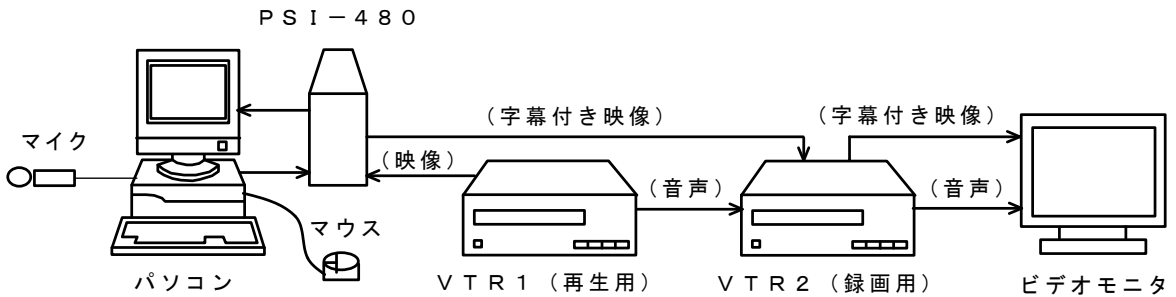 PSI-480
(字幕付き映像)
(字幕付き映像)
マイク
(映像)
(音声)
(音声)
マウス
パソコン
VTR1(再生用)
VTR2(録画用)
ビデオモニタ